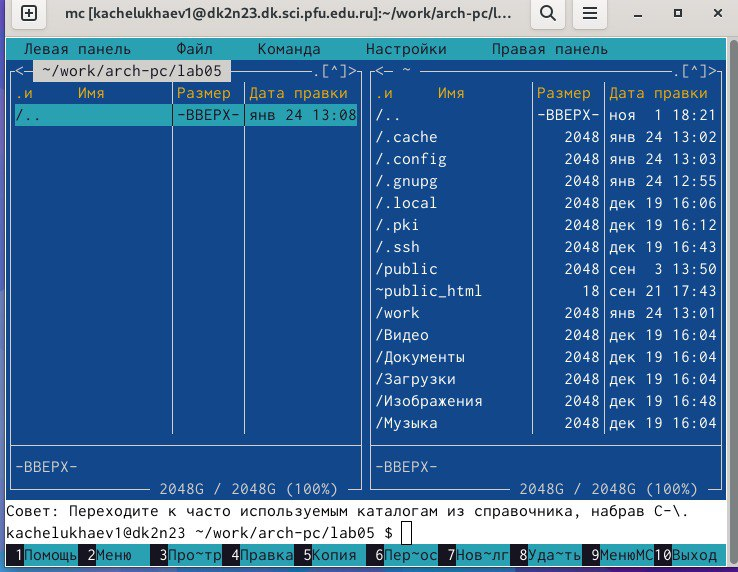 mc [kachelukhaev1@dk2n23.dk.sci.pfu.edu.ru]:~/work/arch-pc/l...
Левая панель Файл Команда Настройки Правая панель
<— ~/work/arch-pc/lab05 .[^]> <— ~ .[^]>
.и Имя Размер Дата правки .и Имя Размер Дата правки
/.. -ВВЕРХ- янв 24 13:08 /.. -ВВЕРХ- ноя 1 18:21
/.cache 2048 янв 24 13:02
/.config 2048 янв 24 13:03
/.gnupg 2048 янв 24 12:55
/.local 2048 дек 19 16:06
/.pki 2048 дек 19 16:12
/.ssh 2048 дек 19 16:43
/public 2048 сен 3 13:50
~public_html 18 сен 21 17:43
/work 2048 янв 24 13:01
/Видео 2048 дек 19 16:04
/Документы 2048 дек 19 16:04
/Загрузки 2048 дек 19 16:04
/Изображения 2048 дек 19 16:48
/Музыка 2048 дек 19 16:04
-ВВЕРХ- -ВВЕРХ-
2048G / 2048G (100%) 2048G / 2048G (100%)
Совет: Переходите к часто используемым каталогам из справочника, набрав C-\.
kachelukhaev1@dk2n23 ~/work/arch-pc/lab05 $
1Помощь 2Меню 3Про~тр 4Правка 5Копия 6Пер~ос 7Нов~лг 8Уда~ть 9МенюMC 10Выход